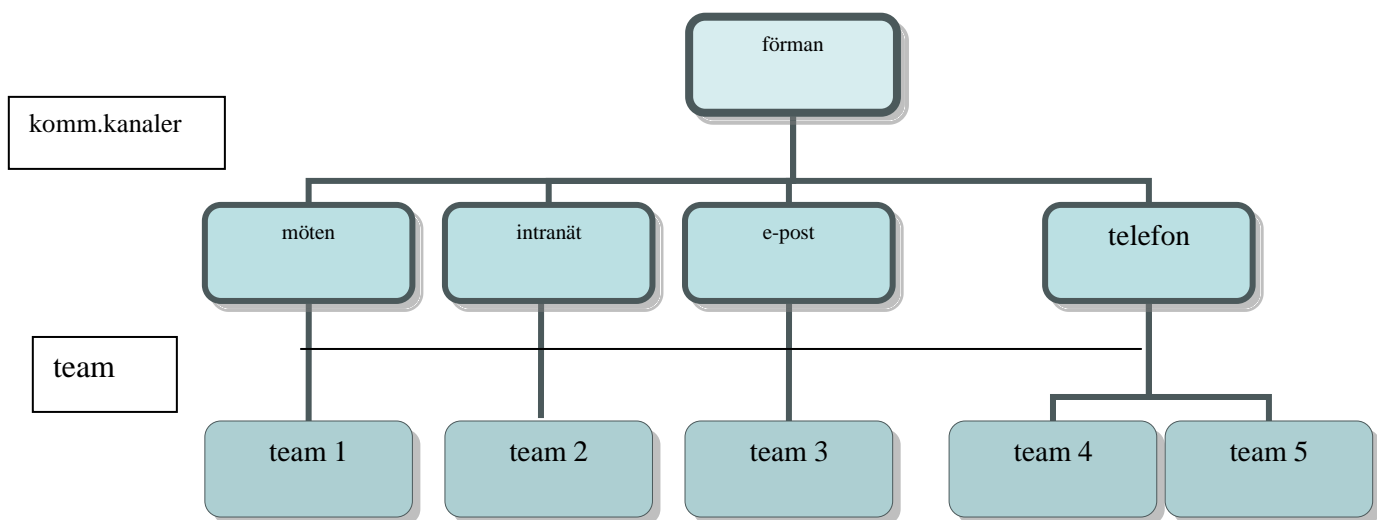 förman
komm.kanaler
möten
intranät
e-post
telefon
team
team 1
team 2
team 3
team 4
team 5